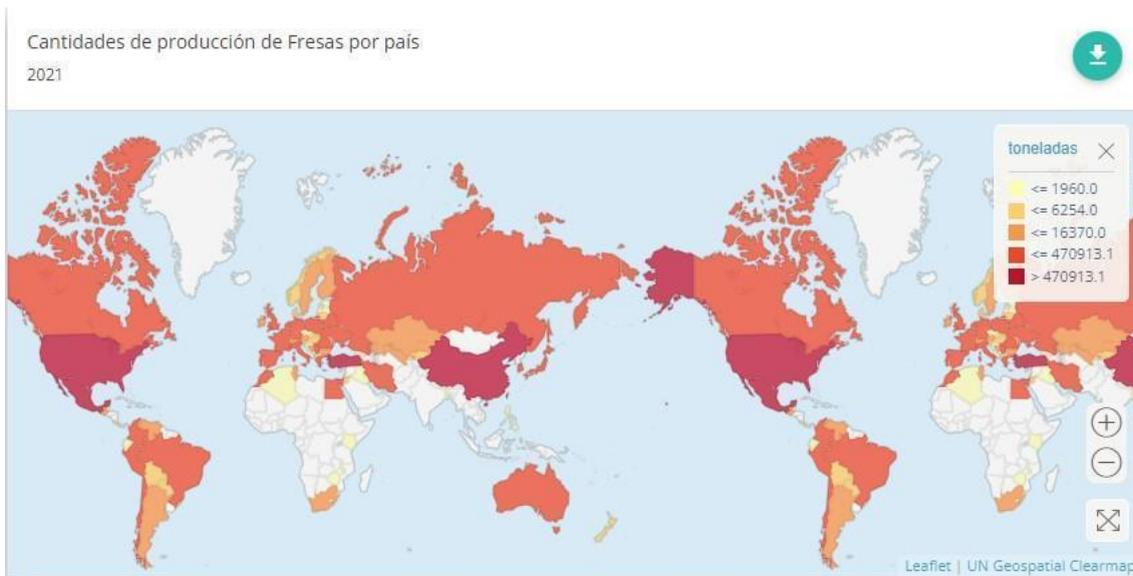 Cantidades de producción de Fresas por país
2021
toneladas
<= 1960.0
<= 6254.0
<= 16370.0
<= 470913.1
> 470913.1
Leaflet | UN Geospatial Clearmap